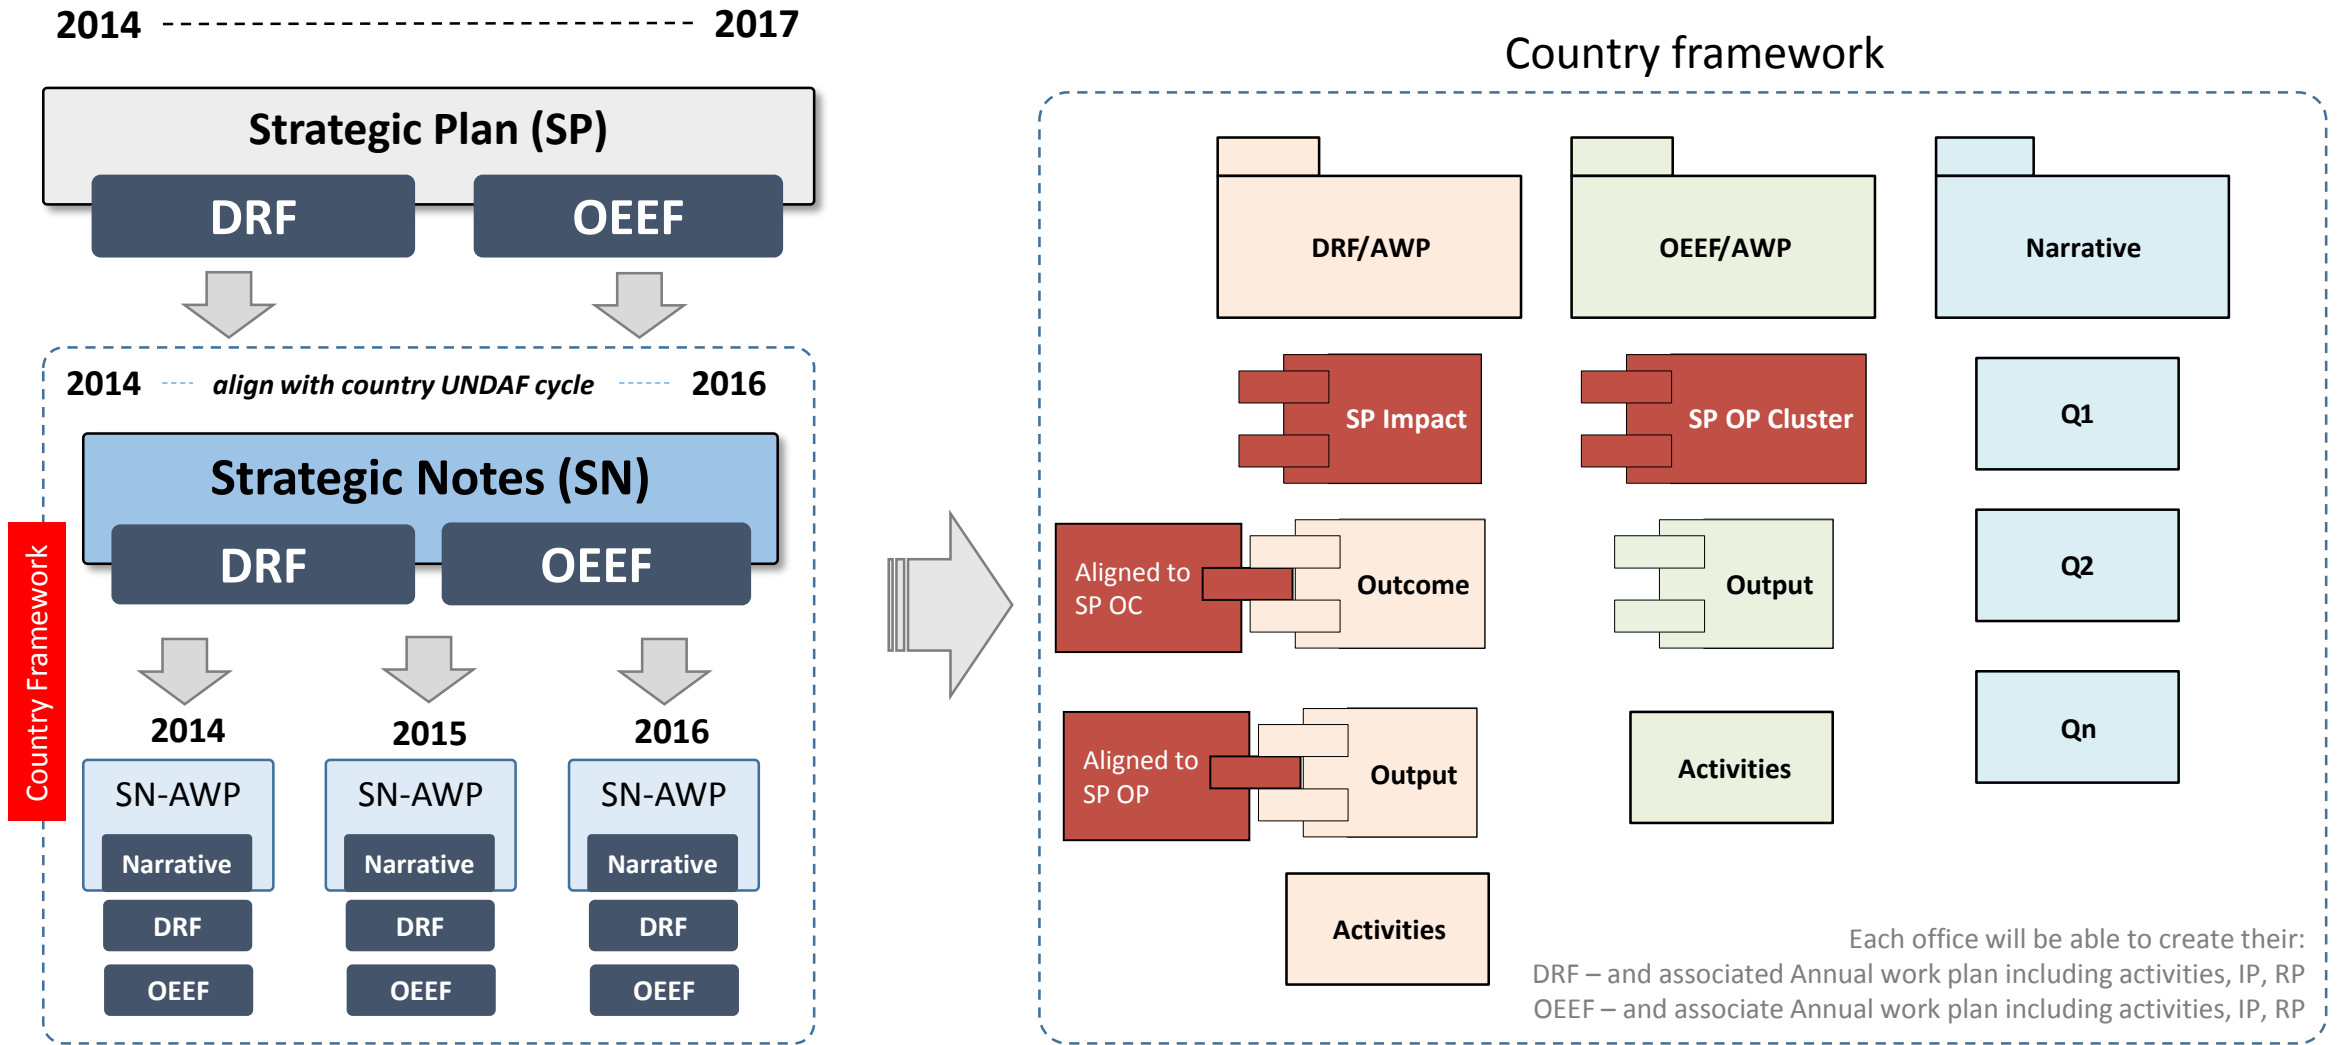 2014 2017
Strategic Plan (SP)
DRF OEEF
2014 align with country UNDAF cycle 2016
Strategic Notes (SN)
DRF OEEF
Country Framework
2014 2015 2016
SN-AWP SN-AWP SN-AWP
Narrative Narrative Narrative
DRF DRF DRF
OEEF OEEF OEEF
Country framework
DRF/AWP OEEF/AWP Narrative
SP Impact SP OP Cluster Q1
Aligned to
SP OC
Outcome Output Q2
Aligned to
SP OP
Output Activities Qn
Activities
Each office will be able to create their:
DRF – and associated Annual work plan including activities, IP, RP
OEEF – and associate Annual work plan including activities, IP, RP